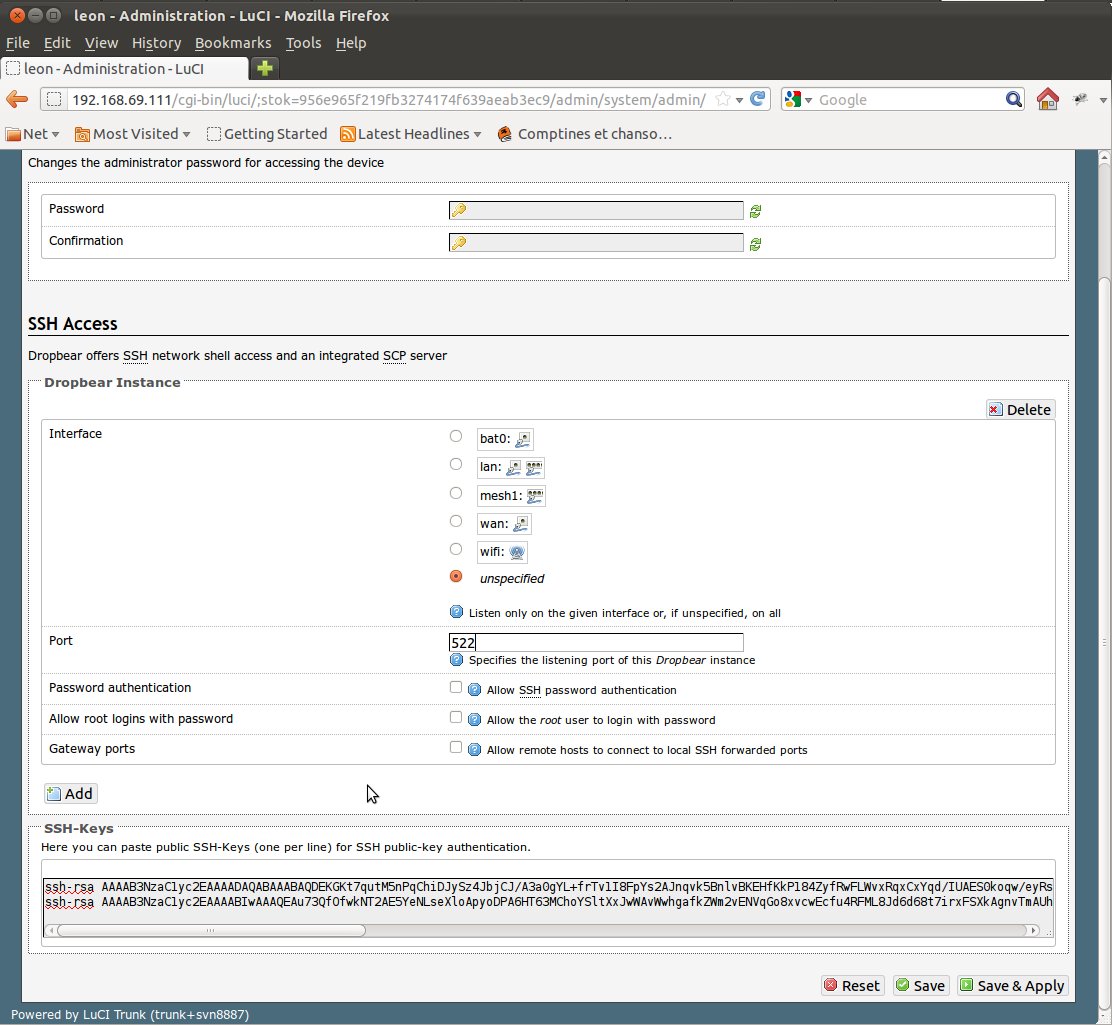 leon - Administration - LuCI - Mozilla Firefox
File Edit View History Bookmarks Tools Help
leon - Administration - LuCI
192.168.69.111/cgi-bin/luci/;stok=956e965f219fb3274174f639aeab3ec9/admin/system/admin/ Google
Net Most Visited Getting Started Latest Headlines Comptines et chanso...
Changes the administrator password for accessing the device
Password
Confirmation
SSH Access
Dropbear offers SSH network shell access and an integrated SCP server
Dropbear Instance
Delete
Interface
bat0:
lan:
mesh1:
wan:
wifi:
unspecified
Listen only on the given interface or, if unspecified, on all
Port 522
Specifies the listening port of this Dropbear instance
Password authentication Allow SSH password authentication
Allow root logins with password Allow the root user to login with password
Gateway ports Allow remote hosts to connect to local SSH forwarded ports
Add
SSH-Keys
Here you can paste public SSH-Keys (one per line) for SSH public-key authentication.
ssh-rsa
ssh-rsa
Reset Save Save & Apply
Powered by LuCI Trunk (trunk+svn8887)